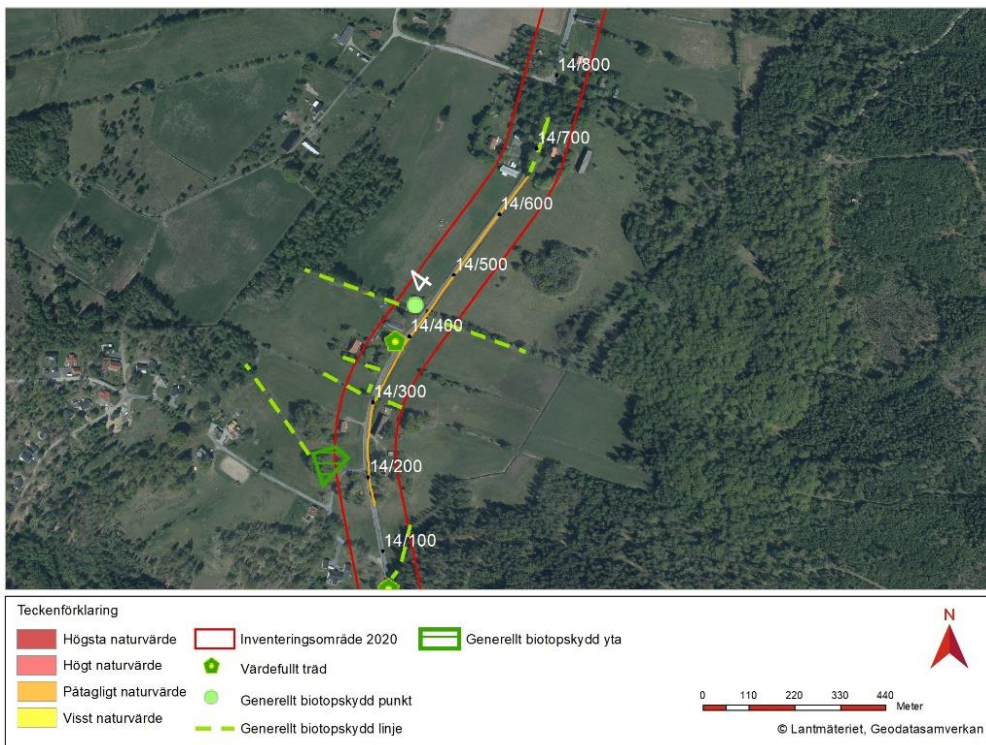 14/800
14/700
14/600
14/500
4
14/400
14/300
14/200
14/100
Teckenförklaring
Högsta naturvärde
Högt naturvärde
Påtagligt naturvärde
Visst naturvärde
Inventeringsområde 2020
Värdefullt träd
Generellt biotopskydd punkt
Generellt biotopskydd linje
Generellt biotopskydd yta
N
0 110 220 330 440
Meter
© Lantmäteriet, Geodatasamverkan